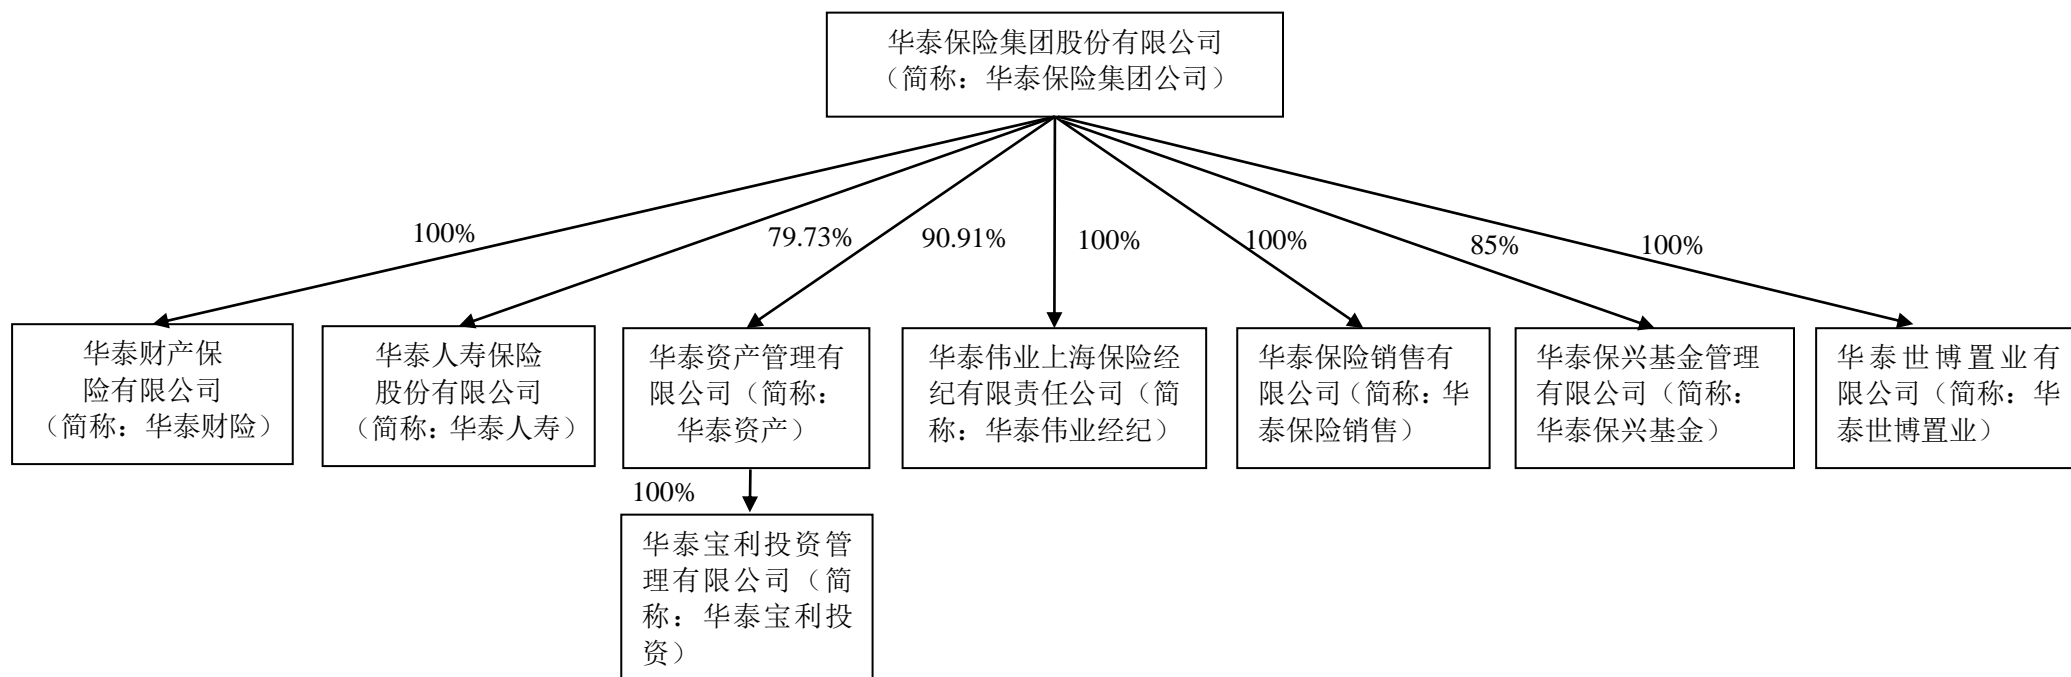 华泰保险集团股份有限公司
（简称：华泰保险集团公司）
100%
79.73%
90.91%
100%
100%
85%
100%
华泰财产保
险有限公司
（简称：华泰财险）
华泰人寿保险
股份有限公司
（简称：华泰人寿）
华泰资产管理有
限公司（简称：
华泰资产）
华泰伟业上海保险经
纪有限责任公司（简
称：华泰伟业经纪）
华泰保险销售有
限公司（简称：华
泰保险销售）
华泰保兴基金管理
有限公司（简称：
华泰保兴基金）
华泰世博置业有
限公司（简称：华
泰世博置业）
100%
华泰宝利投资管
理有限公司（简
称：华泰宝利投
资）